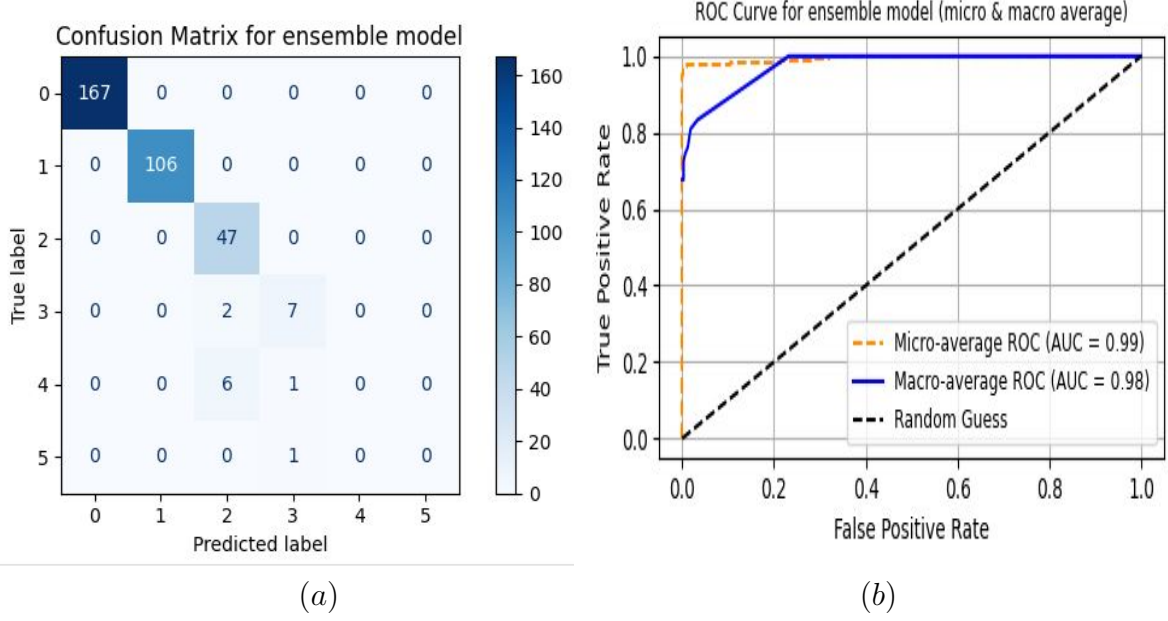 Confusion Matrix for ensemble model
0 167 0 0 0 0 0
1 0 106 0 0 0 0
2 0 0 47 0 0 0
3 0 0 2 7 0 0
4 0 0 6 1 0 0
5 0 0 0 1 0 0
0 1 2 3 4 5
True label
Predicted label
160
140
120
100
80
60
40
20
0
(a)
ROC Curve for ensemble model (micro & macro average)
True Positive Rate
1.0
0.8
0.6
0.4
0.2
0.0
Micro-average ROC (AUC = 0.99)
Macro-average ROC (AUC = 0.98)
Random Guess
0.0 0.2 0.4 0.6 0.8 1.0
False Positive Rate
(b)